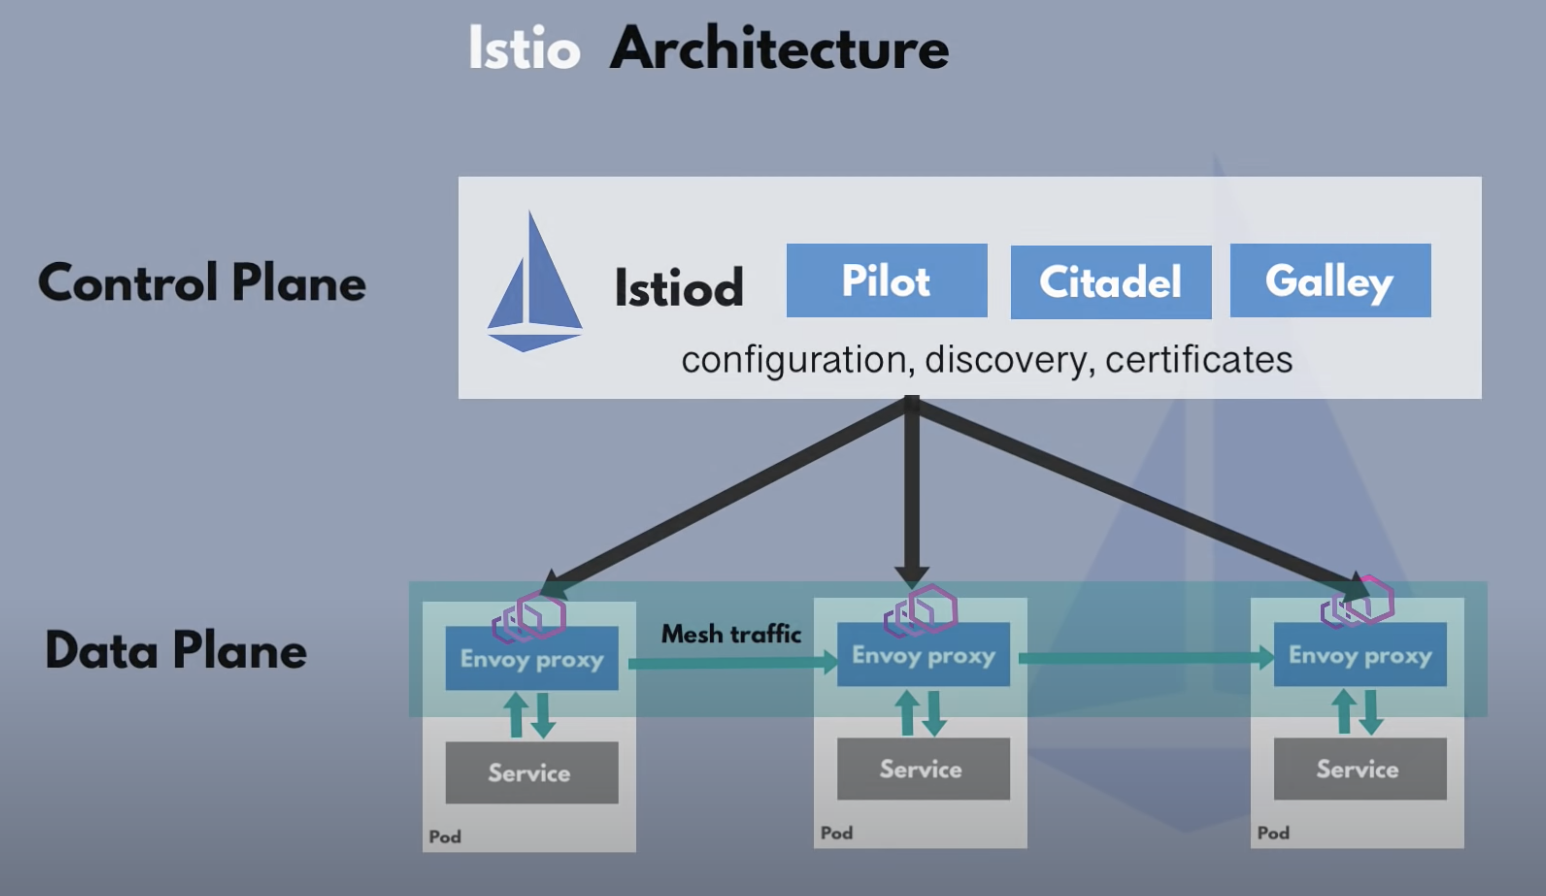 Istio Architecture
Control Plane
Istiod
Pilot
Citadel
Galley
configuration, discovery, certificates
Data Plane
Mesh traffic
Envoy proxy
Envoy proxy
Envoy proxy
Service
Service
Service
Pod
Pod
Pod